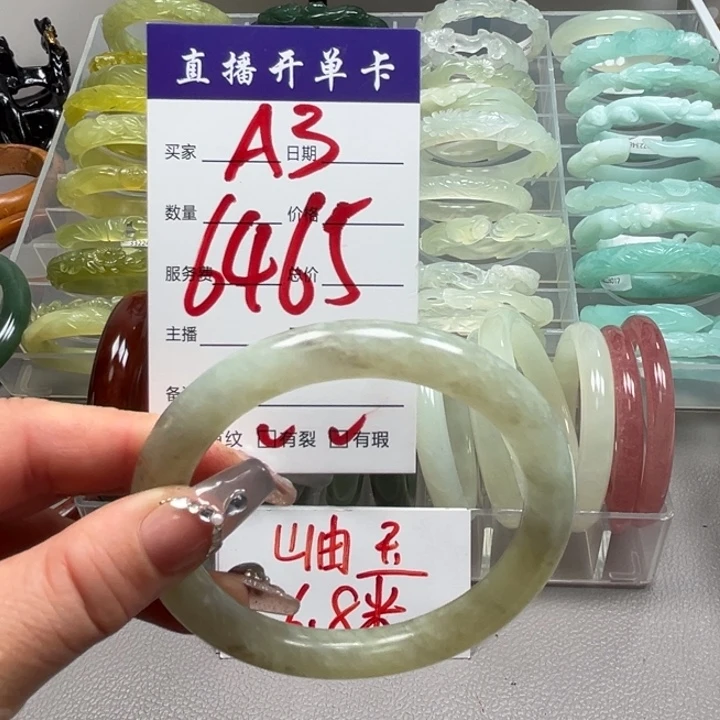 直播开单卡
买家 A3 日期
数量 价格
6465
服务费 总价
主播
纹 有裂 有瑕
岫玉
6.8米